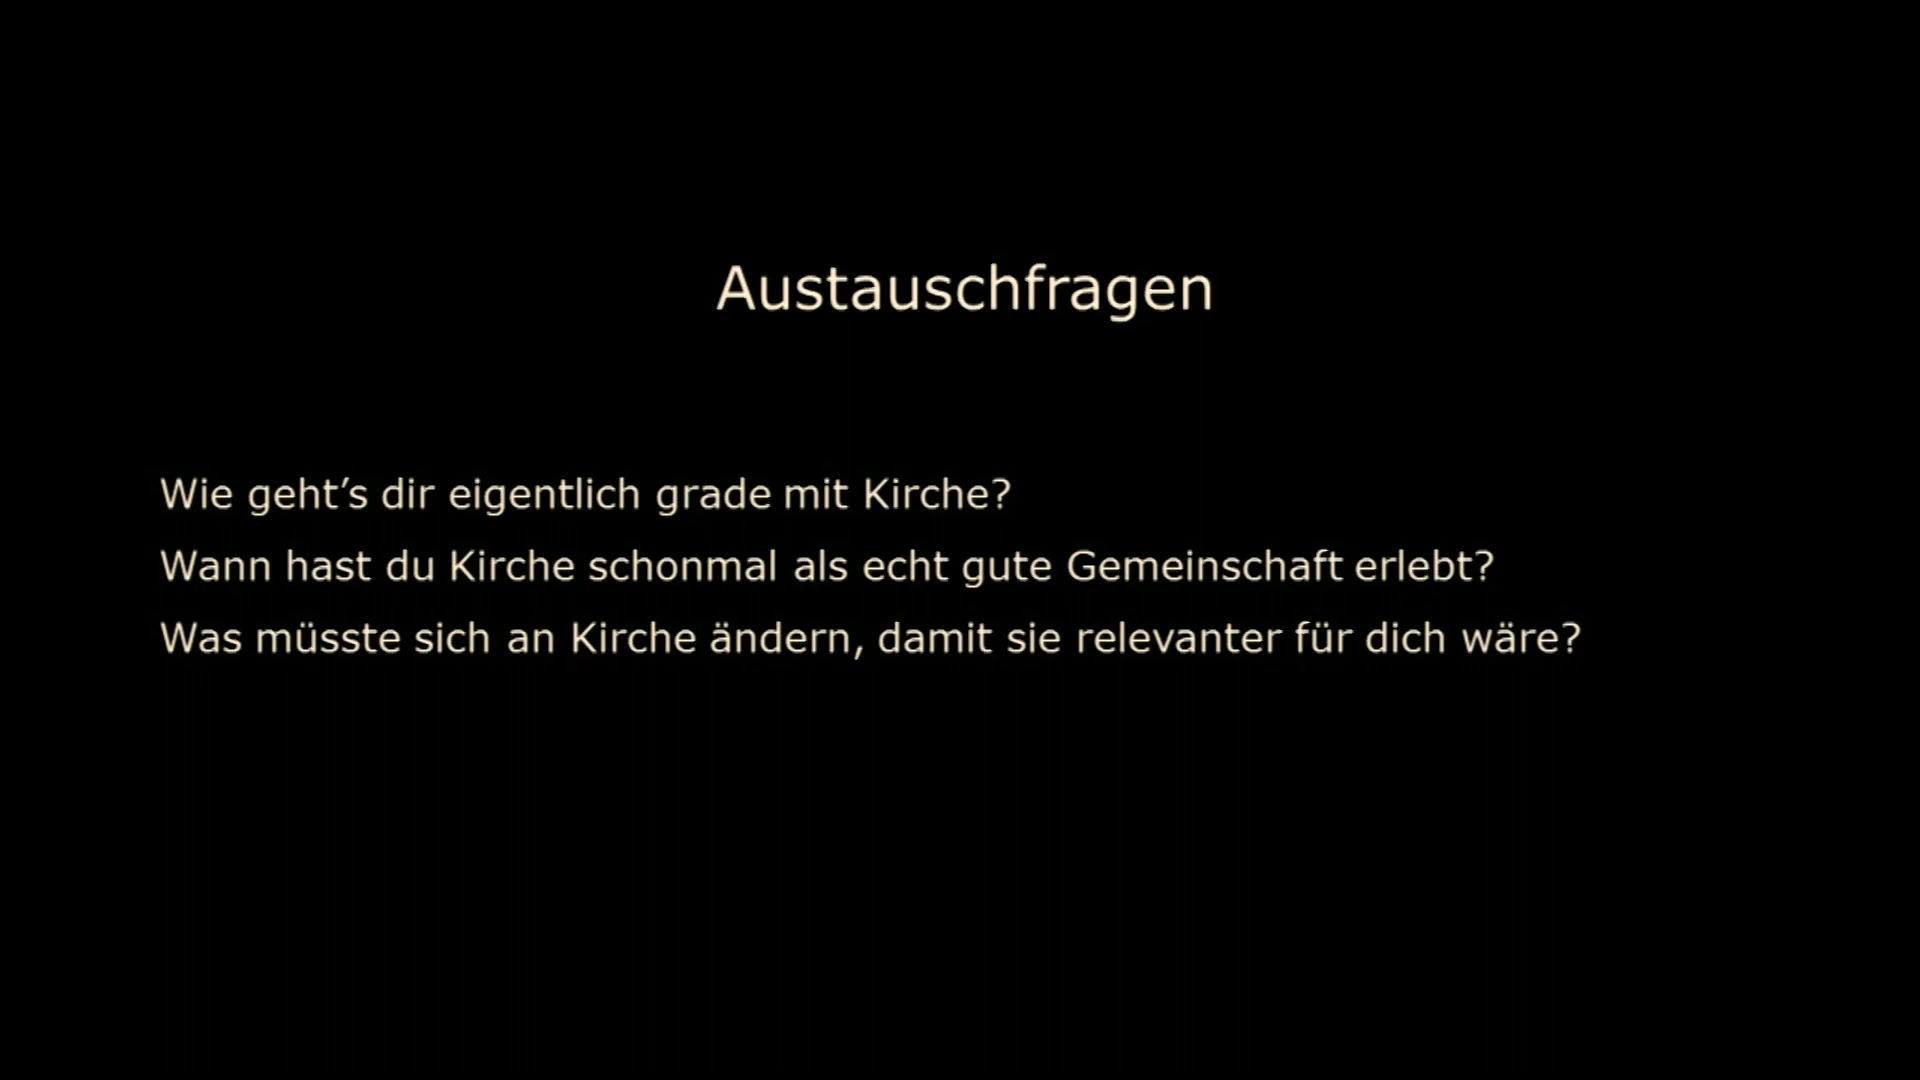 Austauschfragen
Wie geht’s dir eigentlich grade mit Kirche?
Wann hast du Kirche schonmal als echt gute Gemeinschaft erlebt?
Was müsste sich an Kirche ändern, damit sie relevanter für dich wäre?